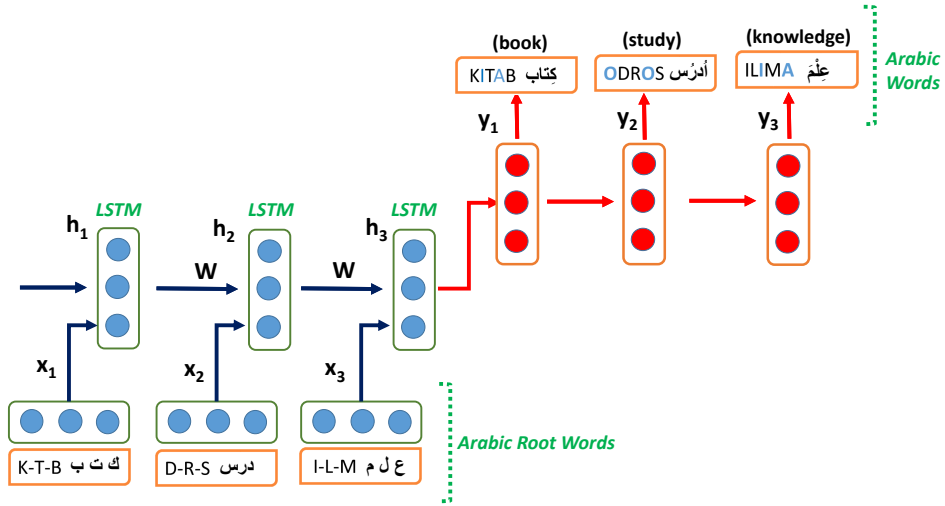 (book)
(study)
(knowledge)
KITAB كِتاب
ODROS اُدرُس
ILIMA عِلْمَ
Arabic
Words
y1
y2
y3
LSTM
LSTM
LSTM
h1
h2
h3
W
W
x1
x2
x3
Arabic Root Words
K-T-B ك ت ب
D-R-S درس
I-L-M ع ل م